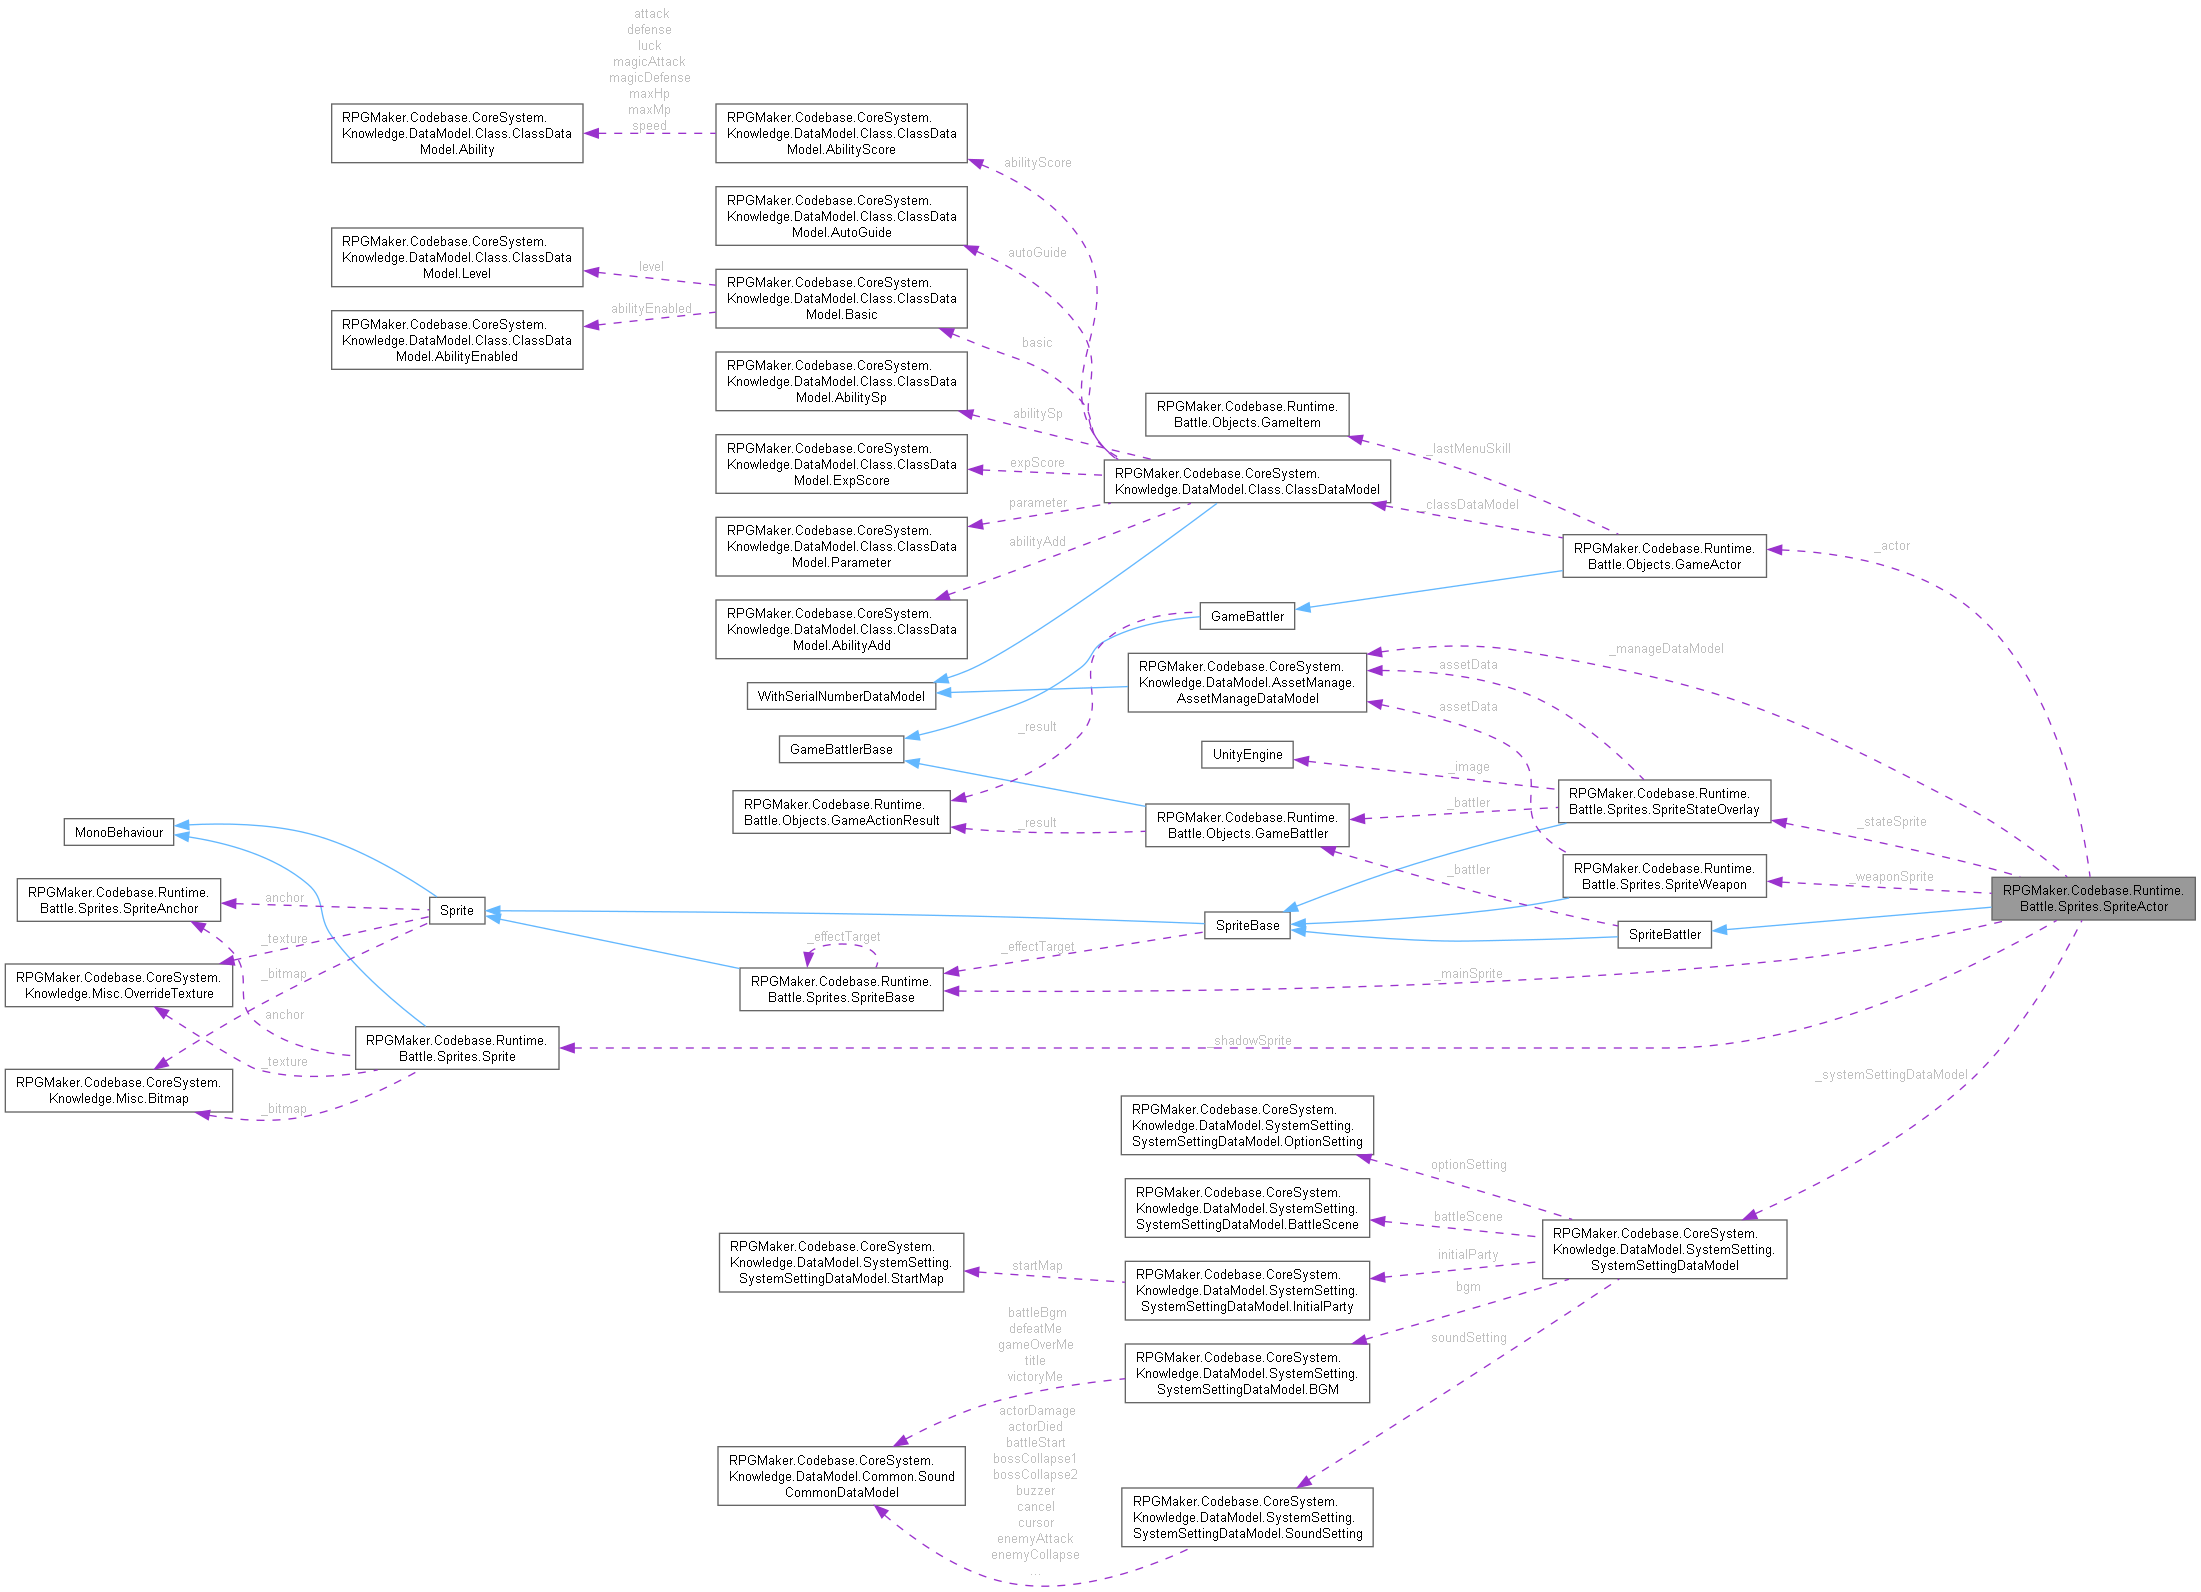 attack
defense
luck
magicAttack
magicDefense
maxHp
maxMp
speed
RPGMaker.Codebase.CoreSystem.
Knowledge.DataModel.Class.ClassData
Model.Ability
RPGMaker.Codebase.CoreSystem.
Knowledge.DataModel.Class.ClassData
Model.AbilityScore
abilityScore
RPGMaker.Codebase.CoreSystem.
Knowledge.DataModel.Class.ClassData
Model.AutoGuide
autoGuide
RPGMaker.Codebase.CoreSystem.
Knowledge.DataModel.Class.ClassData
Model.Level
level
RPGMaker.Codebase.CoreSystem.
Knowledge.DataModel.Class.ClassData
Model.Basic
abilityEnabled
RPGMaker.Codebase.CoreSystem.
Knowledge.DataModel.Class.ClassData
Model.AbilityEnabled
basic
RPGMaker.Codebase.CoreSystem.
Knowledge.DataModel.Class.ClassData
Model.AbilitySp
abilitySp
RPGMaker.Codebase.Runtime.
Battle.Objects.GameItem
_lastMenuSkill
RPGMaker.Codebase.CoreSystem.
Knowledge.DataModel.Class.ClassData
Model.ExpScore
expScore
RPGMaker.Codebase.CoreSystem.
Knowledge.DataModel.Class.ClassDataModel
classDataModel
parameter
RPGMaker.Codebase.CoreSystem.
Knowledge.DataModel.Class.ClassData
Model.Parameter
abilityAdd
RPGMaker.Codebase.Runtime.
Battle.Objects.GameActor
_actor
RPGMaker.Codebase.CoreSystem.
Knowledge.DataModel.Class.ClassData
Model.AbilityAdd
GameBattler
_manageDataModel
RPGMaker.Codebase.CoreSystem.
Knowledge.DataModel.AssetManage.
AssetManageDataModel
assetData
assetData
WithSerialNumberDataModel
_result
GameBattlerBase
UnityEngine
_image
RPGMaker.Codebase.Runtime.
Battle.Objects.GameActionResult
_result
RPGMaker.Codebase.Runtime.
Battle.Objects.GameBattler
_battler
RPGMaker.Codebase.Runtime.
Battle.Sprites.SpriteStateOverlay
_stateSprite
MonoBehaviour
_battler
RPGMaker.Codebase.Runtime.
Battle.Sprites.SpriteWeapon
_weaponSprite
RPGMaker.Codebase.Runtime.
Battle.Sprites.SpriteActor
RPGMaker.Codebase.Runtime.
Battle.Sprites.SpriteAnchor
anchor
Sprite
SpriteBase
SpriteBattler
_texture
_effectTarget
_effectTarget
_bitmap
RPGMaker.Codebase.CoreSystem.
Knowledge.Misc.OverrideTexture
RPGMaker.Codebase.Runtime.
Battle.Sprites.SpriteBase
_mainSprite
anchor
RPGMaker.Codebase.Runtime.
Battle.Sprites.Sprite
_shadowSprite
_texture
RPGMaker.Codebase.CoreSystem.
Knowledge.Misc.Bitmap
_bitmap
_systemSettingDataModel
RPGMaker.Codebase.CoreSystem.
Knowledge.DataModel.SystemSetting.
SystemSettingDataModel.OptionSetting
optionSetting
RPGMaker.Codebase.CoreSystem.
Knowledge.DataModel.SystemSetting.
SystemSettingDataModel.BattleScene
battleScene
RPGMaker.Codebase.CoreSystem.
Knowledge.DataModel.SystemSetting.
SystemSettingDataModel
RPGMaker.Codebase.CoreSystem.
Knowledge.DataModel.SystemSetting.
SystemSettingDataModel.StartMap
startMap
RPGMaker.Codebase.CoreSystem.
Knowledge.DataModel.SystemSetting.
SystemSettingDataModel.InitialParty
initialParty
bgm
battleBgm
defeatMe
gameOverMe
title
victoryMe
RPGMaker.Codebase.CoreSystem.
Knowledge.DataModel.SystemSetting.
SystemSettingDataModel.BGM
soundSetting
actorDamage
actorDied
battleStart
bossCollapse1
bossCollapse2
buzzer
cancel
cursor
enemyAttack
enemyCollapse
...
RPGMaker.Codebase.CoreSystem.
Knowledge.DataModel.Common.Sound
CommonDataModel
RPGMaker.Codebase.CoreSystem.
Knowledge.DataModel.SystemSetting.
SystemSettingDataModel.SoundSetting